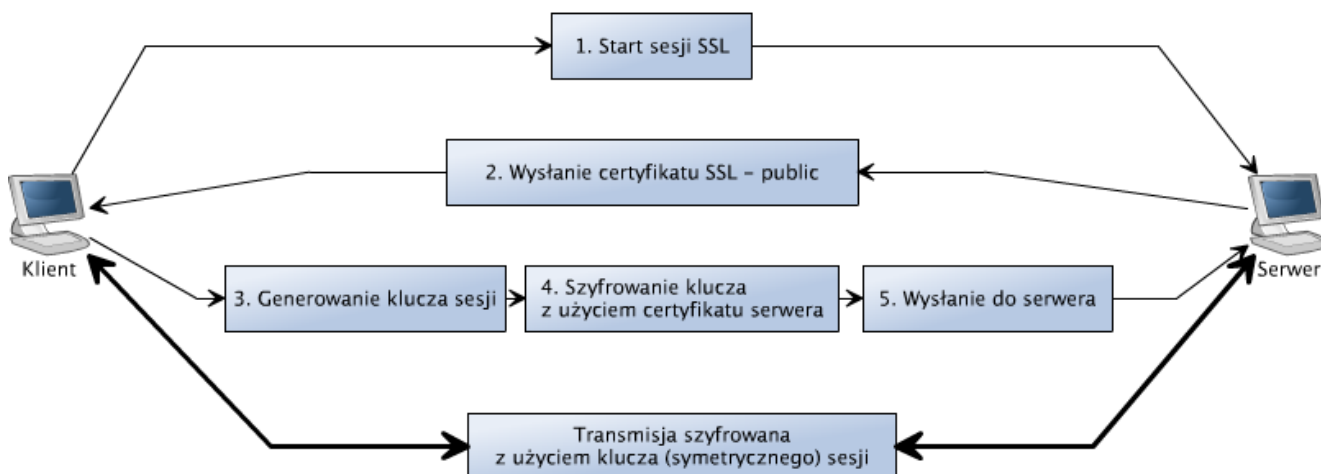 1. Start sesji SSL
2. Wysłanie certyfikatu SSL – public
Klient
Serwer
3. Generowanie klucza sesji
4. Szyfrowanie klucza
z użyciem certyfikatu serwera
5. Wysłanie do serwera
Transmisja szyfrowana
z użyciem klucza (symetrycznego) sesji